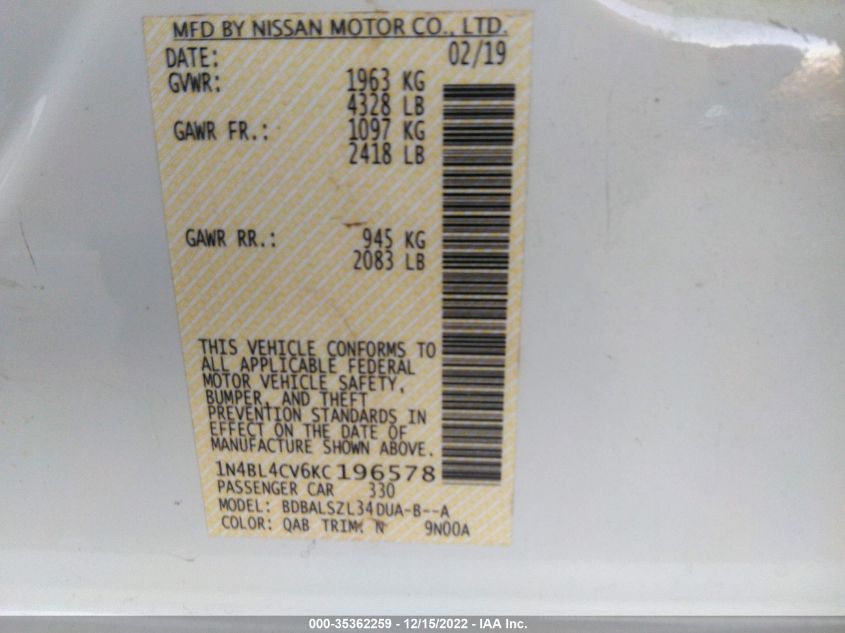 MFD BY NISSAN MOTOR CO., LTD.
DATE: 02/19
GVWR: 1963 KG
4328 LB
GAWR FR.: 1097 KG
2418 LB
GAWR RR.: 945 KG
2083 LB
THIS VEHICLE CONFORMS TO
ALL APPLICABLE FEDERAL
MOTOR VEHICLE SAFETY,
BUMPER, AND THEFT
PREVENTION STANDARDS IN
EFFECT ON THE DATE OF
MANUFACTURE SHOWN ABOVE.
1N4BL4CV6KC196578
PASSENGER CAR 330
MODEL: BDBALSZL34DUA-B--A
COLOR: QAB TRIM: N 9N00A
000-35362259 - 12/15/2022 - IAA Inc.